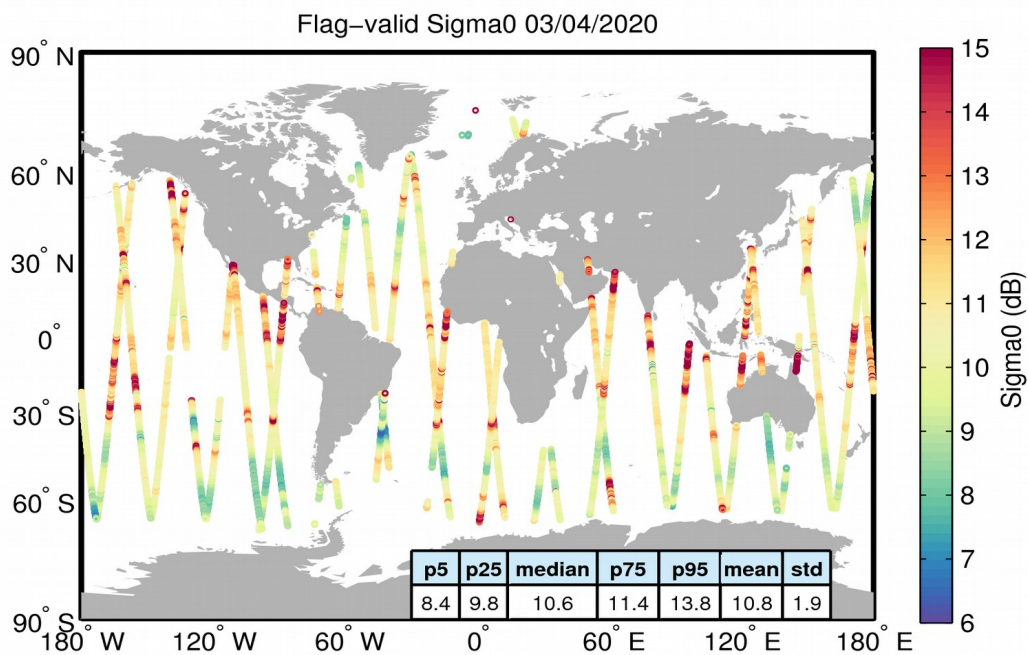 Flag-valid Sigma0 03/04/2020
90° N
60° N
30° N
0°
30° S
60° S
90° S
180° W
120° W
60° W
0°
60° E
120° E
180° E
p5 p25 median p75 p95 mean std
8.4 9.8 10.6 11.4 13.8 10.8 1.9
15
14
13
12
11
10
9
8
7
6
Sigma0 (dB)